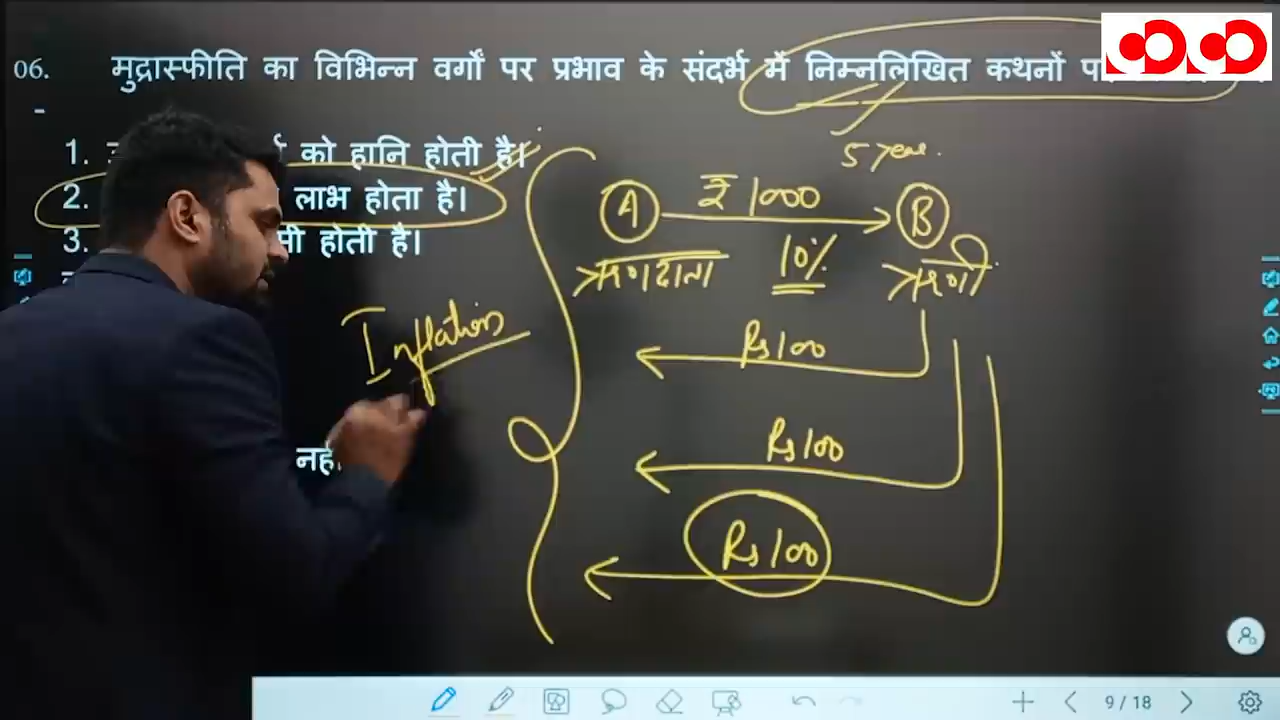 06. मुद्रास्फीति का विभिन्न वर्गों पर प्रभाव के संदर्भ में निम्नलिखित कथनों
-
1. को हानि होती है।
2. लाभ होता है।
3. होती है।
5 year.
A ₹ 1000 B
ऋणदाता 10% ऋणी
Inflation
Rs 100
Rs 100
Rs 100
9 / 18